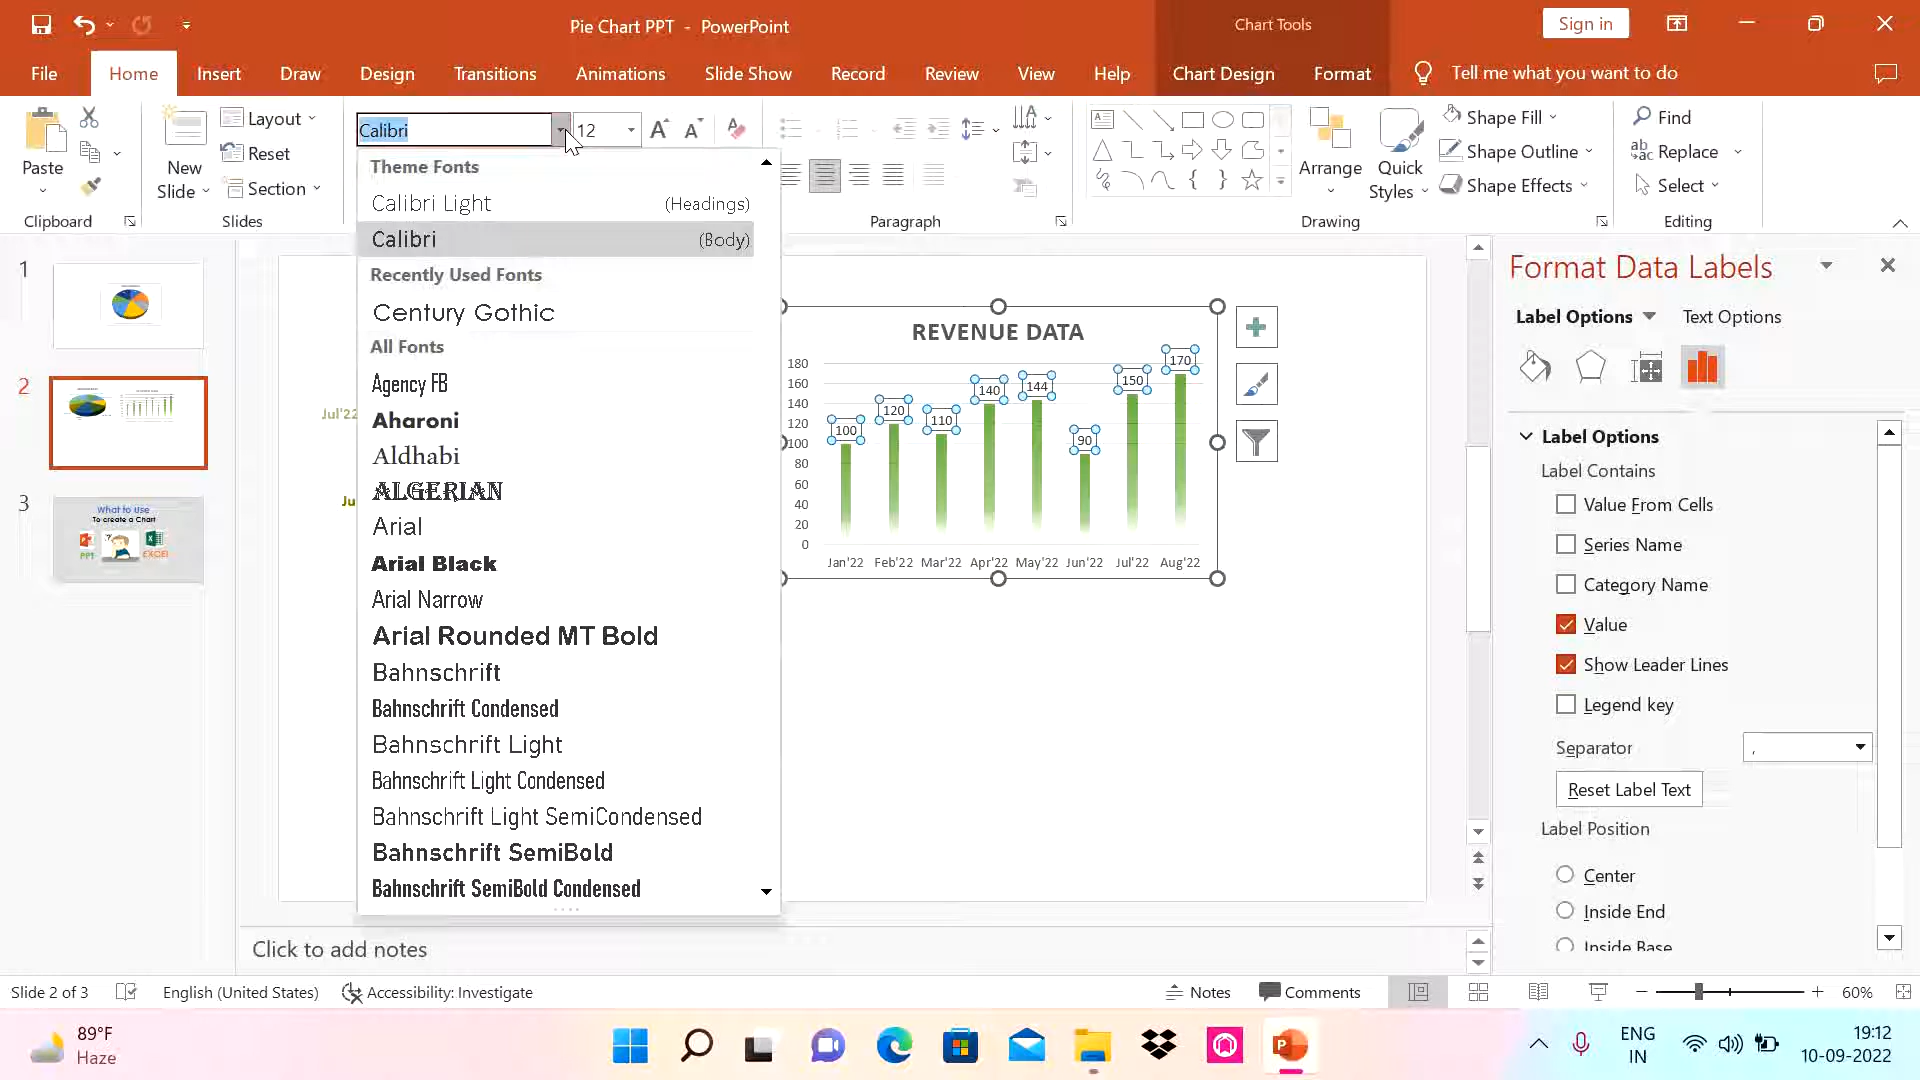 Pie Chart PPT - PowerPoint
Chart Tools
Sign in
File
Home
Insert
Draw
Design
Transitions
Animations
Slide Show
Record
Review
View
Help
Chart Design
Format
Tell me what you want to do
Paste
Clipboard
New
Slide
Layout
Reset
Section
Slides
Calibri
12
Paragraph
Arrange
Quick
Styles
Shape Fill
Shape Outline
Shape Effects
Drawing
Find
Replace
Select
Editing
Theme Fonts
Calibri Light (Headings)
Calibri (Body)
Recently Used Fonts
Century Gothic
All Fonts
Agency FB
Aharoni
Aldhabi
ALGERIAN
Arial
Arial Black
Arial Narrow
Arial Rounded MT Bold
Bahnschrift
Bahnschrift Condensed
Bahnschrift Light
Bahnschrift Light Condensed
Bahnschrift Light SemiCondensed
Bahnschrift SemiBold
Bahnschrift SemiBold Condensed
1
2
3
What to Use
To create a Chart
PPT
EXCEL
Jul'22
Ju
REVENUE DATA
180
160
140
120
100
80
60
40
20
0
100
120
110
140
144
90
150
170
Jan'22 Feb'22 Mar'22 Apr'22 May'22 Jun'22 Jul'22 Aug'22
Format Data Labels
Label Options
Text Options
Label Options
Label Contains
Value From Cells
Series Name
Category Name
Value
Show Leader Lines
Legend key
Separator ,
Reset Label Text
Label Position
Center
Inside End
Inside Base
Click to add notes
Slide 2 of 3
English (United States)
Accessibility: Investigate
Notes
Comments
60%
89°F
Haze
ENG
IN
19:12
10-09-2022